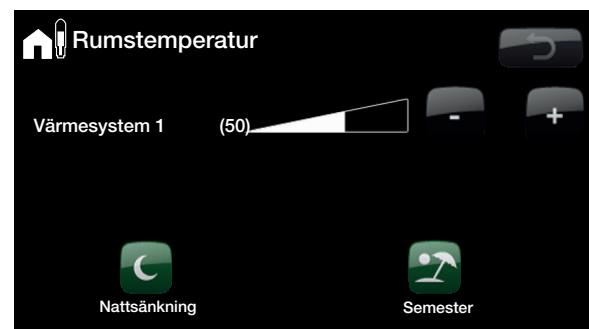 Rumstemperatur
Värmesystem 1 (50) - +
Nattsänkning Semester